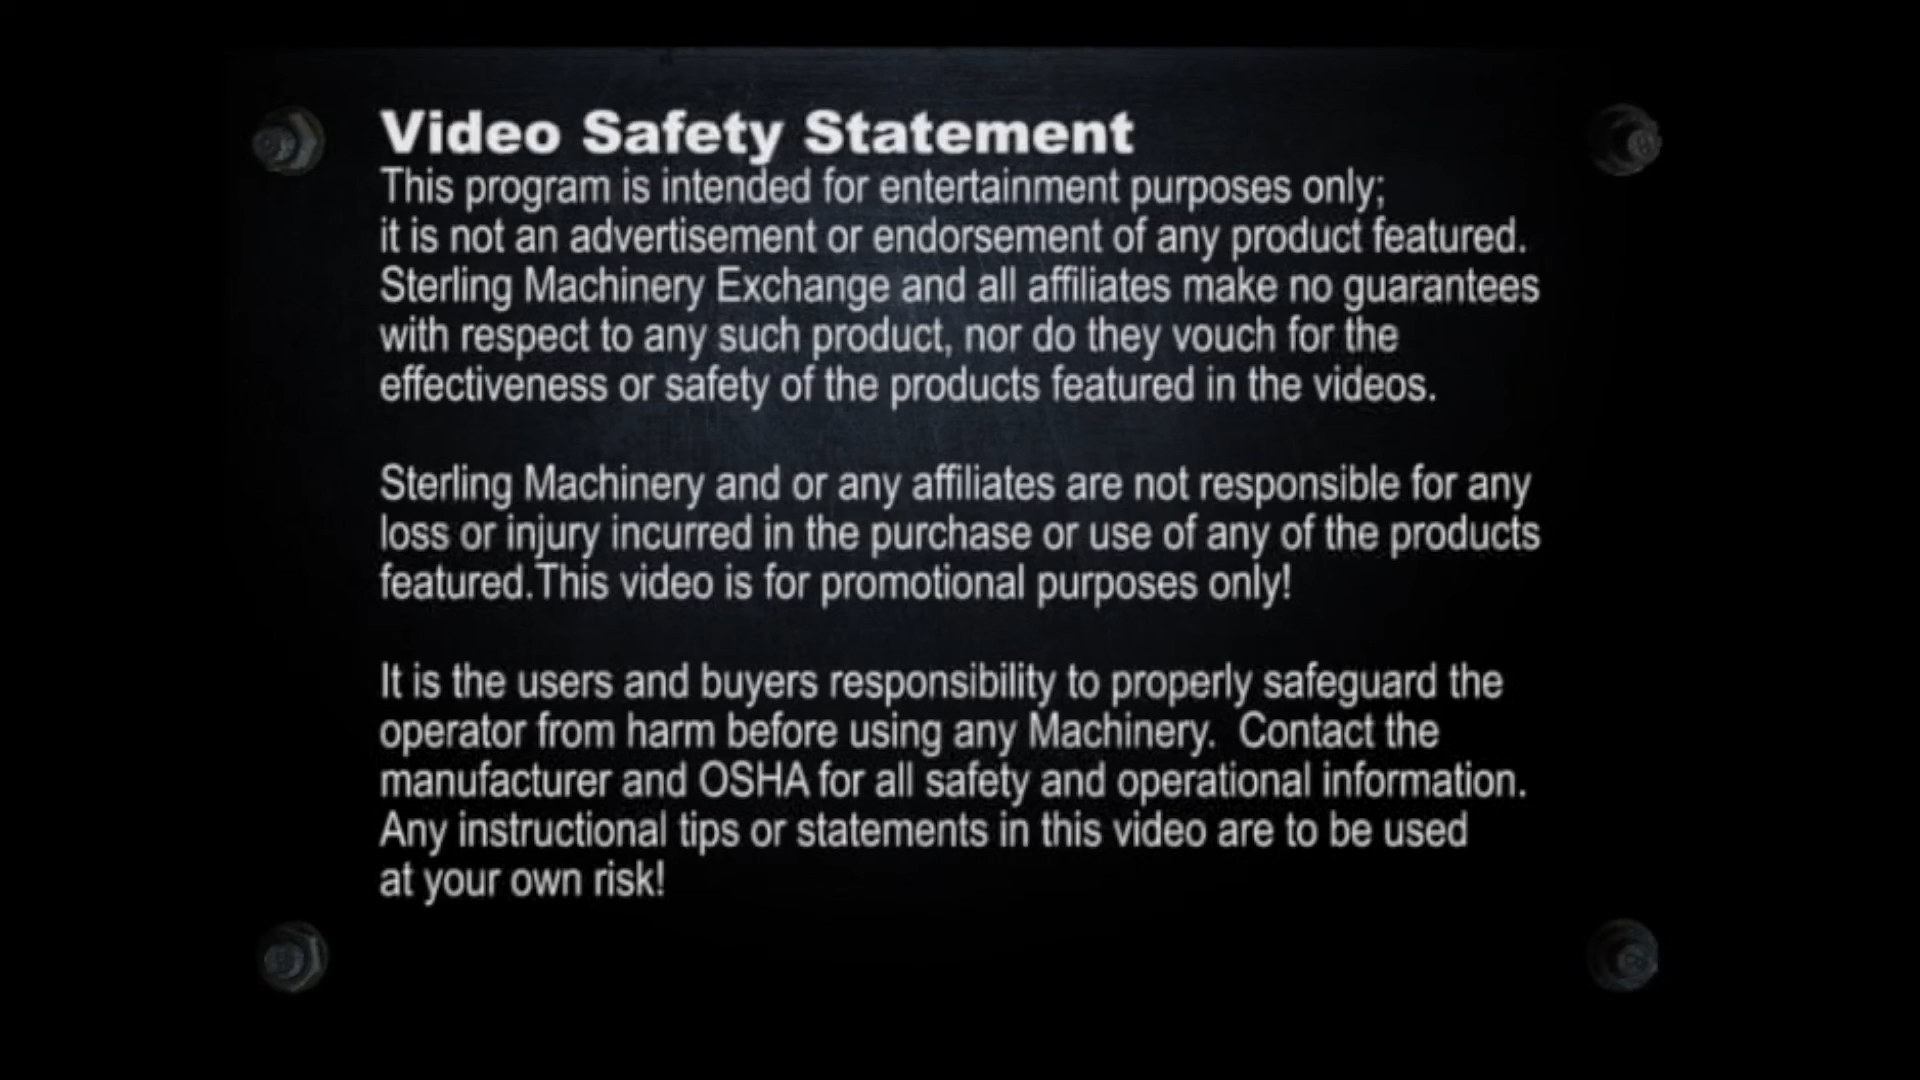 Video Safety Statement
This program is intended for entertainment purposes only;
it is not an advertisement or endorsement of any product featured.
Sterling Machinery Exchange and all affiliates make no guarantees
with respect to any such product, nor do they vouch for the
effectiveness or safety of the products featured in the videos.
Sterling Machinery and or any affiliates are not responsible for any
loss or injury incurred in the purchase or use of any of the products
featured.This video is for promotional purposes only!
It is the users and buyers responsibility to properly safeguard the
operator from harm before using any Machinery.  Contact the
manufacturer and OSHA for all safety and operational information.
Any instructional tips or statements in this video are to be used
at your own risk!